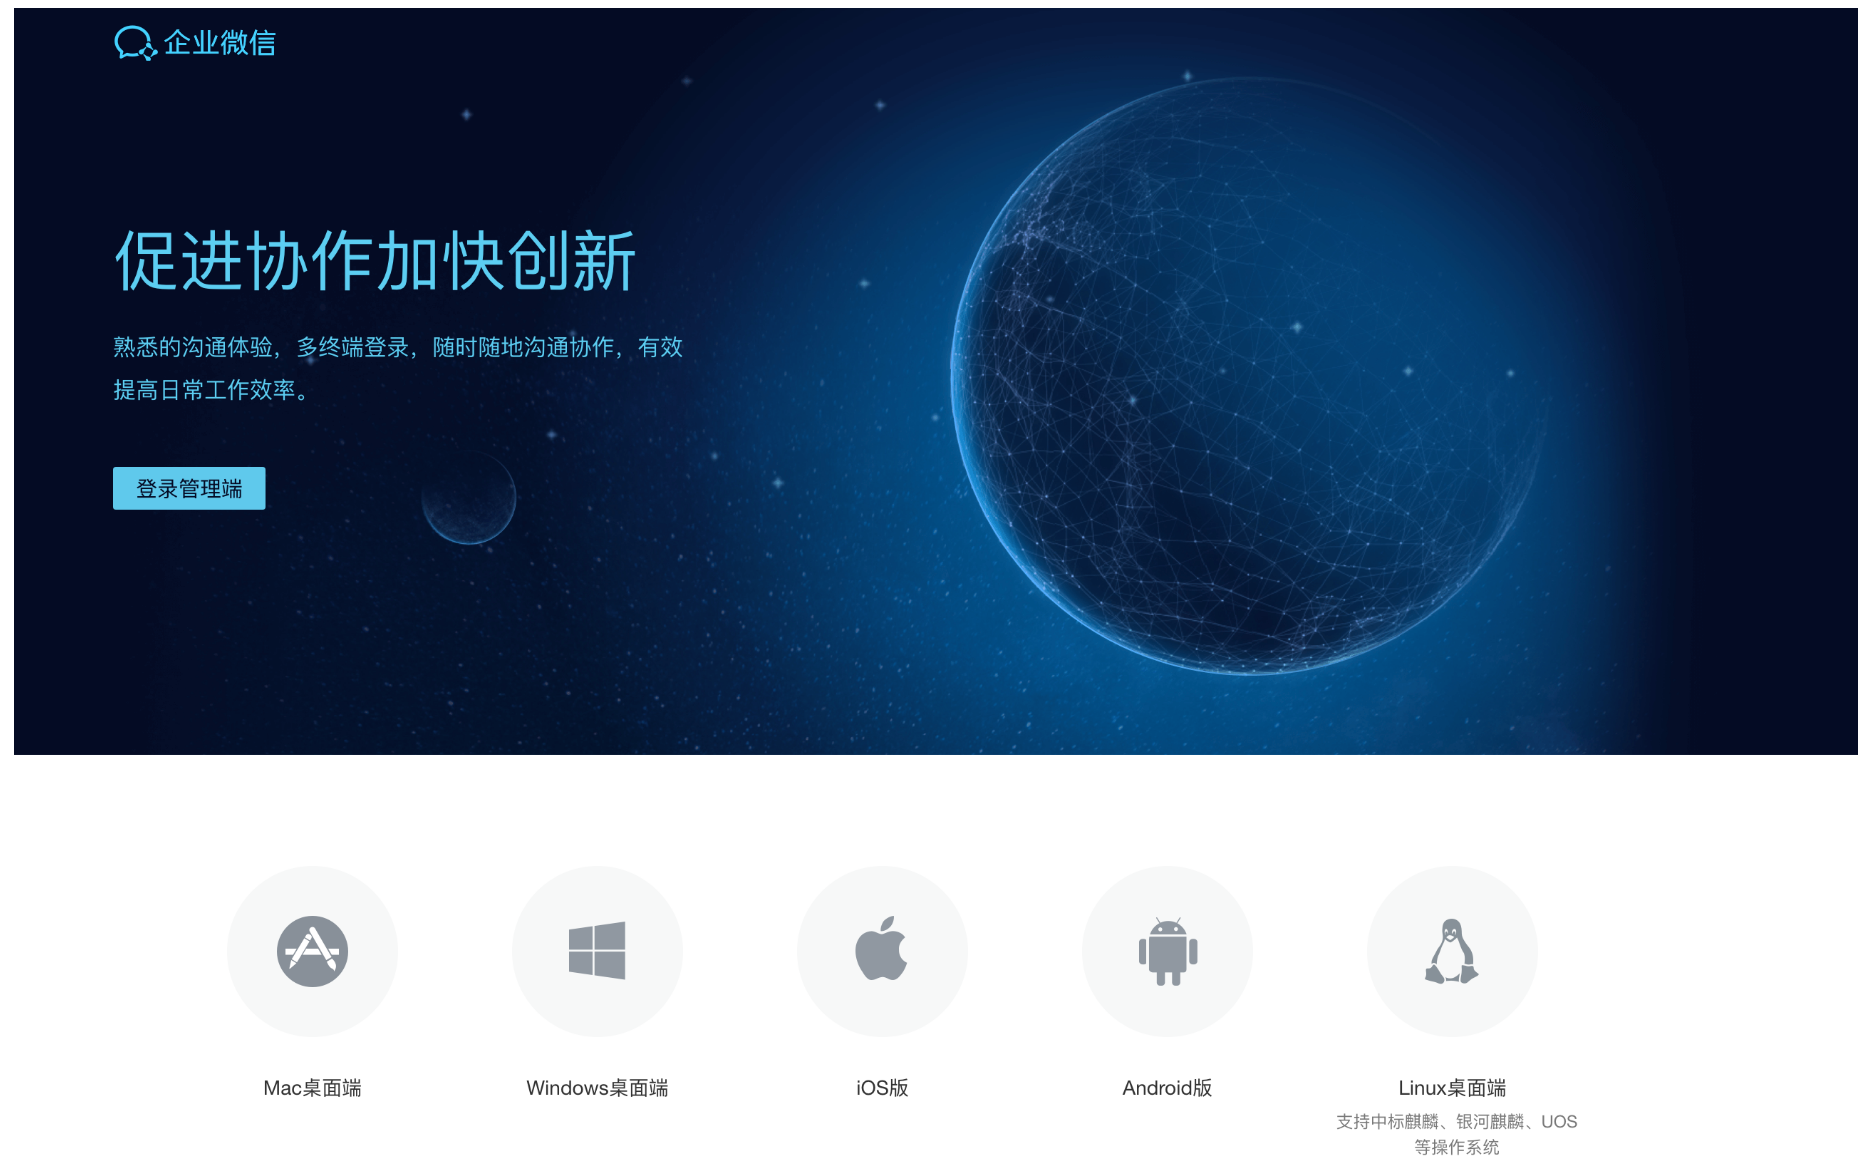 企业微信
促进协作加快创新
熟悉的沟通体验，多终端登录，随时随地沟通协作，有效
提高日常工作效率。
登录管理端
Mac桌面端
Windows桌面端
iOS版
Android版
Linux桌面端
支持中标麒麟、银河麒麟、UOS
等操作系统